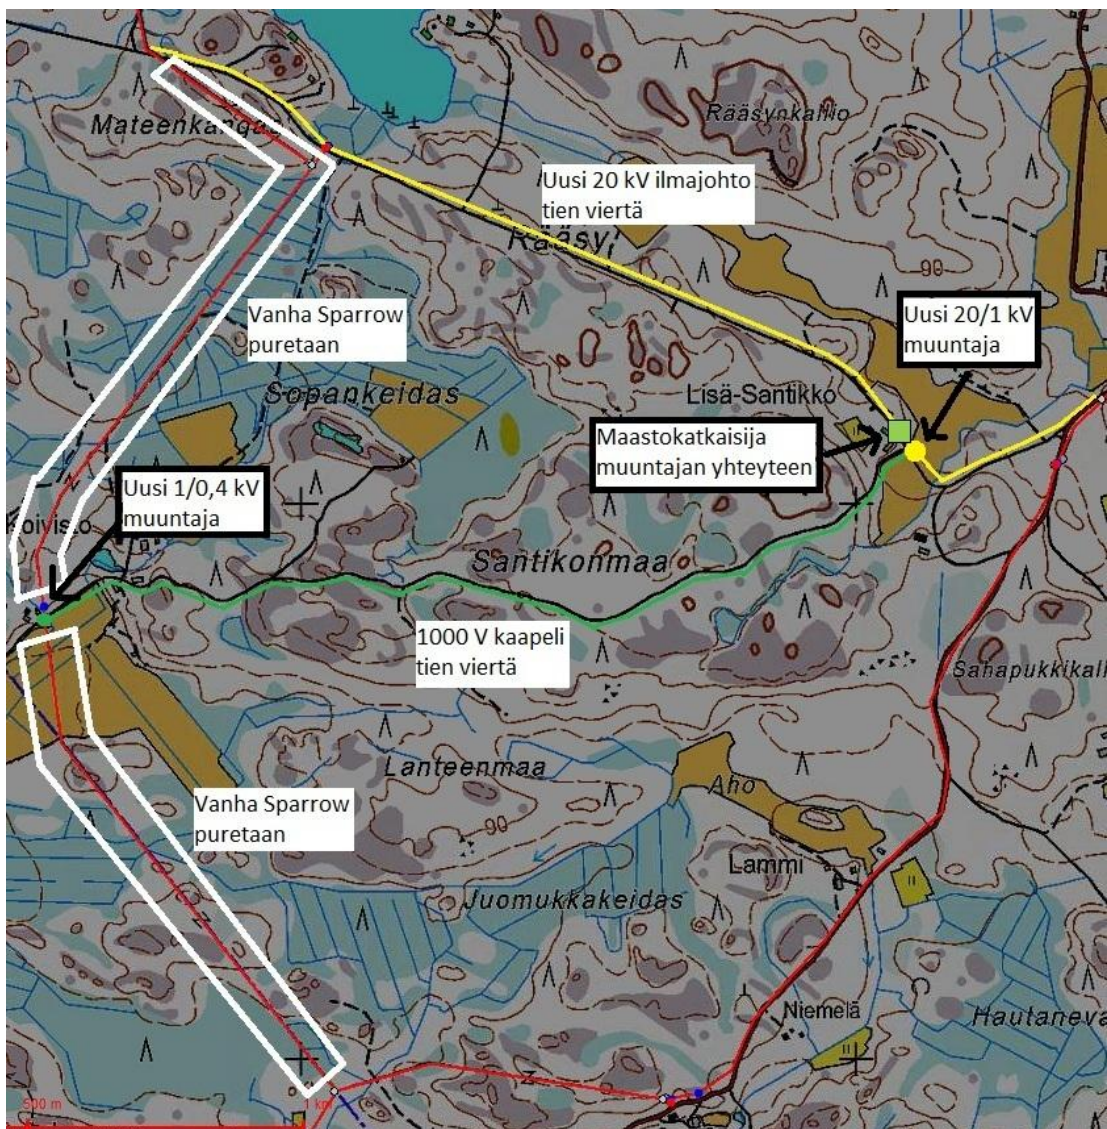 Mateenkangas
Rääsynkallio
Uusi 20 kV ilmajohto
tien viertä
Rääsy
90
Vanha Sparrow
puretaan
Uusi 20/1 kV
muuntaja
Sopankeidas
Lisä-Santikko
Maastokatkaisija
muuntajan yhteyteen
Uusi 1/0,4 kV
muuntaja
Koivisto
Santikonmaa
1000 V kaapeli
tien viertä
Sahapukkikall
Lanteenmaa
Aho
Vanha Sparrow
puretaan
90
Lammi
Juomukkakeidas
Niemelä
Hautaneva
500 m
1 km